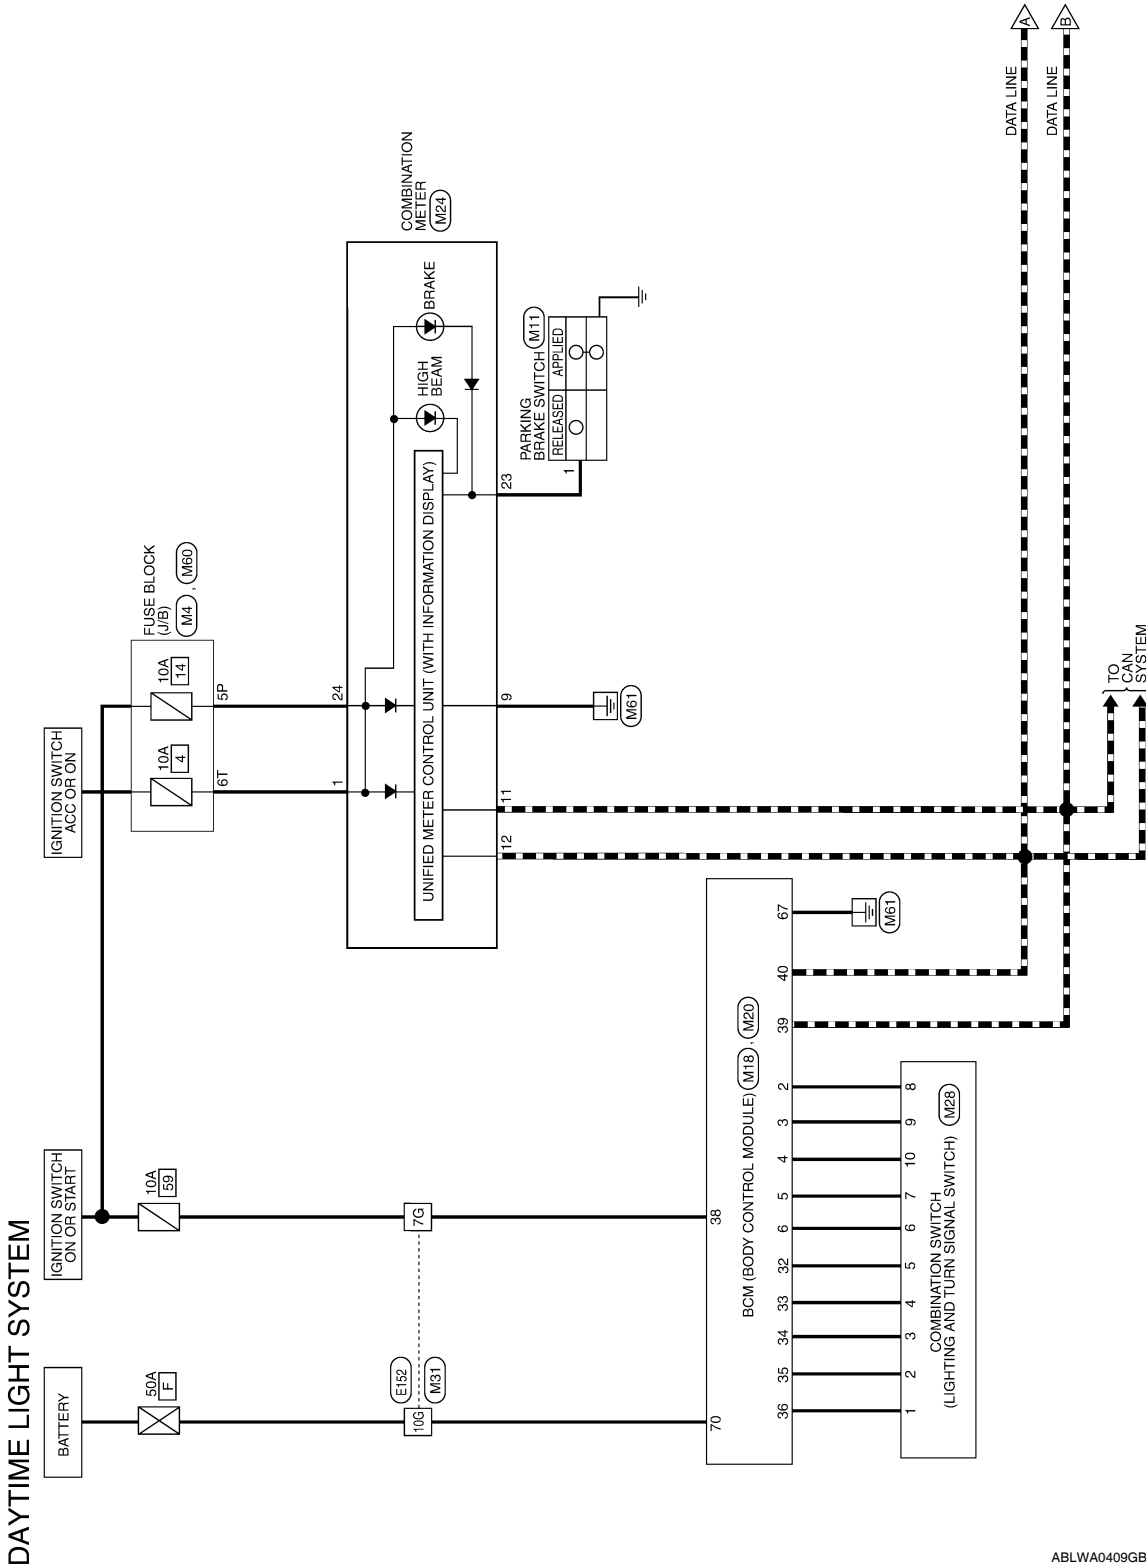 DAYTIME LIGHT SYSTEM
BATTERY
50A
F
10G
E152
M31
70
IGNITION SWITCH
ON OR START
10A
59
7G
38
IGNITION SWITCH
ACC OR ON
10A
4
10A
14
FUSE BLOCK
(J/B)
M4 , M60
6T
5P
1
24
COMBINATION
METER
M24
UNIFIED METER CONTROL UNIT (WITH INFORMATION DISPLAY)
HIGH
BEAM
BRAKE
12
11
9
23
M61
PARKING
BRAKE SWITCH
M11
RELEASED
APPLIED
1
BCM (BODY CONTROL MODULE) M18 , M20
36
35
34
33
32
6
5
4
3
2
39
40
67
M61
1
2
3
4
5
6
7
10
9
8
COMBINATION SWITCH
(LIGHTING AND TURN SIGNAL SWITCH)
M28
DATA LINE
A
DATA LINE
B
TO
CAN
SYSTEM
ABLWA0409GB